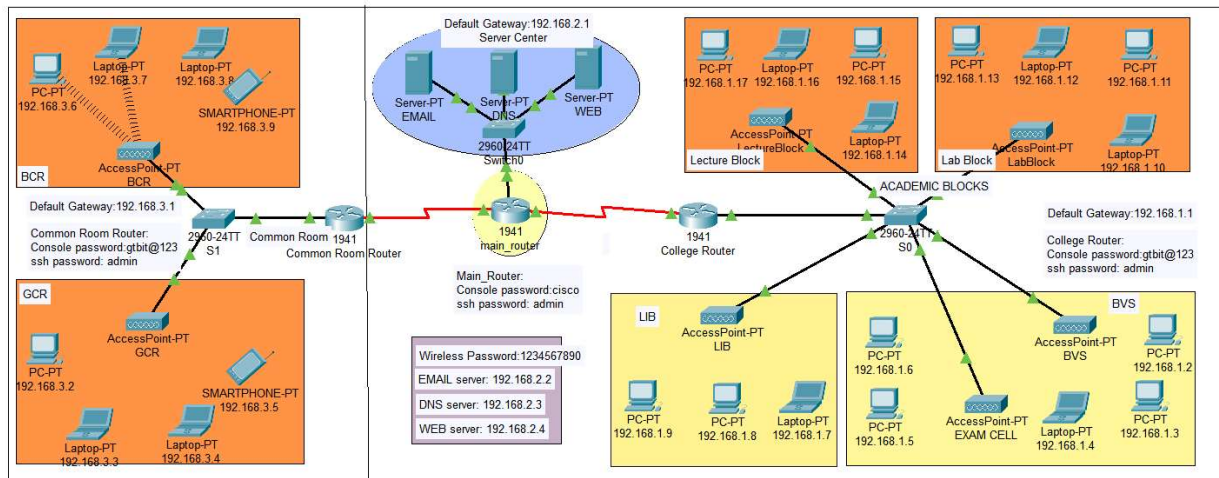 PC-PT
192.168.3.6
Laptop-PT
192.168.3.7
Laptop-PT
192.168.3.8
SMARTPHONE-PT
192.168.3.9
AccessPoint-PT
BCR
BCR
Default Gateway:192.168.3.1
Common Room Router:
Console password:gtbit@123
ssh password: admin
2960-24TT
S1
Common Room
1941
Common Room Router
GCR
AccessPoint-PT
GCR
PC-PT
192.168.3.2
SMARTPHONE-PT
192.168.3.5
Laptop-PT
192.168.3.3
Laptop-PT
192.168.3.4
Default Gateway:192.168.2.1
Server Center
Server-PT
EMAIL
Server-PT
DNS
Server-PT
WEB
2960-24TT
Switch0
1941
main_router
Main_Router:
Console password:cisco
ssh password: admin
Wireless Password:1234567890
EMAIL server: 192.168.2.2
DNS server: 192.168.2.3
WEB server: 192.168.2.4
1941
College Router
PC-PT
192.168.1.17
Laptop-PT
192.168.1.16
PC-PT
192.168.1.15
AccessPoint-PT
LectureBlock
Laptop-PT
192.168.1.14
Lecture Block
PC-PT
192.168.1.13
Laptop-PT
192.168.1.12
PC-PT
192.168.1.11
AccessPoint-PT
LabBlock
Laptop-PT
192.168.1.10
Lab Block
ACADEMIC BLOCKS
2960-24TT
S0
Default Gateway:192.168.1.1
College Router:
Console password:gtbit@123
ssh password: admin
LIB
AccessPoint-PT
LIB
PC-PT
192.168.1.9
PC-PT
192.168.1.8
Laptop-PT
192.168.1.7
BVS
AccessPoint-PT
BVS
PC-PT
192.168.1.6
PC-PT
192.168.1.2
PC-PT
192.168.1.5
AccessPoint-PT
EXAM CELL
Laptop-PT
192.168.1.4
PC-PT
192.168.1.3